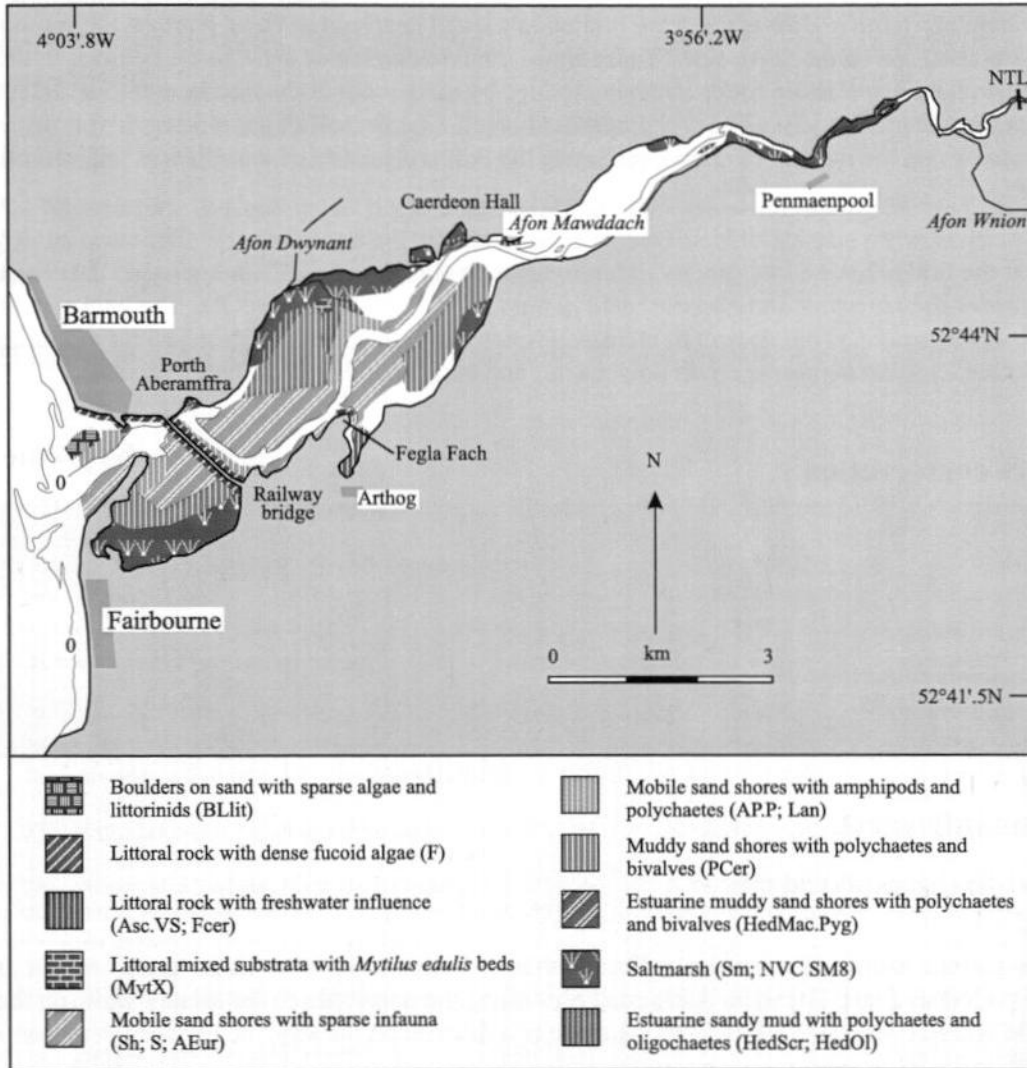 4°03'.8W
3°56'.2W
NTL
Caerdeon Hall
Afon Dwynant
Afon Mawddach
Penmaenpool
Afon Wnion
Barmouth
52°44'N
Porth
Aberamffra
Fegla Fach
N
0
Railway
bridge
Arthog
Fairbourne
0
0 km 3
52°41'.5N
Boulders on sand with sparse algae and
littorinids (BLlit)
Littoral rock with dense fucoid algae (F)
Littoral rock with freshwater influence
(Asc.VS; Fcer)
Littoral mixed substrata with Mytilus edulis beds
(MytX)
Mobile sand shores with sparse infauna
(Sh; S; AEur)
Mobile sand shores with amphipods and
polychaetes (AP.P; Lan)
Muddy sand shores with polychaetes and
bivalves (PCer)
Estuarine muddy sand shores with polychaetes
and bivalves (HedMac.Pyg)
Saltmarsh (Sm; NVC SM8)
Estuarine sandy mud with polychaetes and
oligochaetes (HedScr; HedOl)